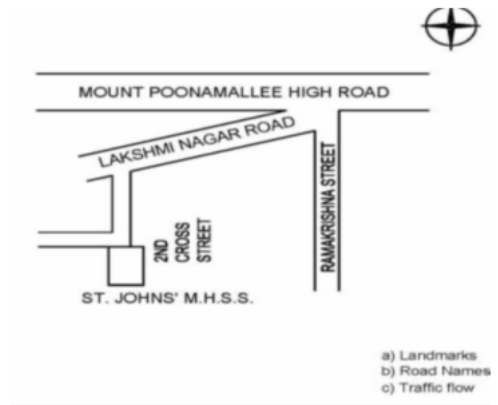 MOUNT POONAMALLEE HIGH ROAD
LAKSHMI NAGAR ROAD
RAMAKRISHNA STREET
2ND
CROSS
STREET
ST. JOHNS' M.H.S.S.
a) Landmarks
b) Road Names
c) Traffic flow